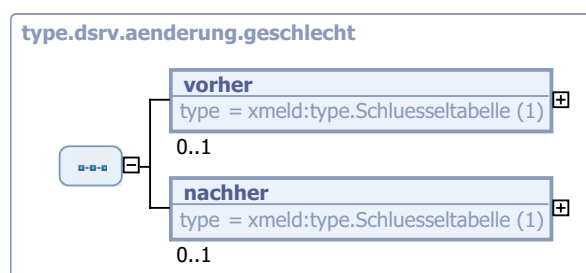 type.dsrv.aenderung.geschlecht
vorher
type = xmeld:type.Schluesseltabelle (1)
0..1
nachher
type = xmeld:type.Schluesseltabelle (1)
0..1